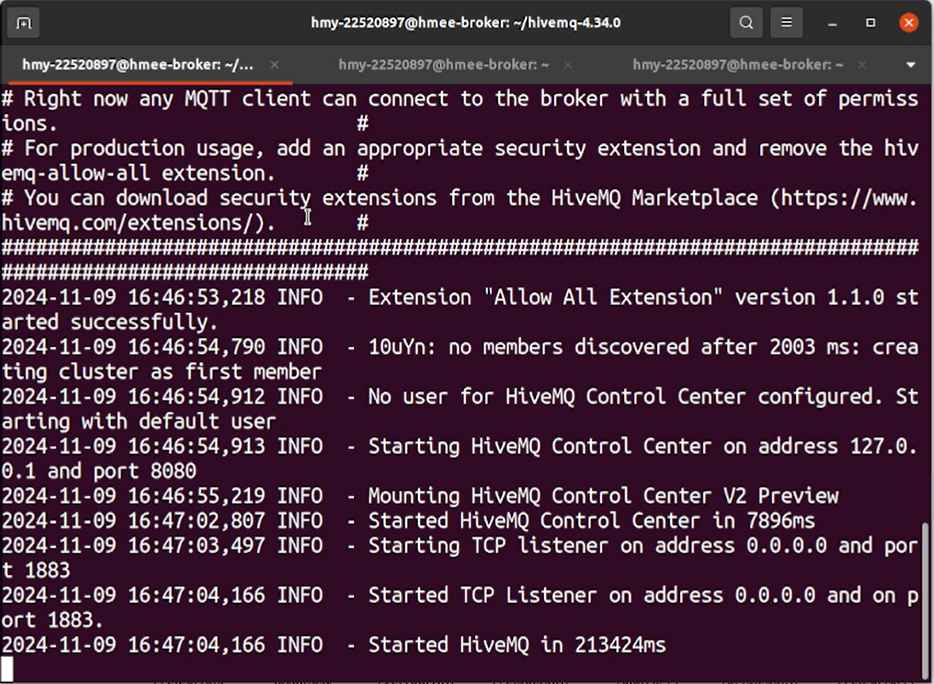 hmy-22520897@hmee-broker: ~/hivemq-4.34.0
hmy-22520897@hmee-broker: ~/... × hmy-22520897@hmee-broker: ~ × hmy-22520897@hmee-broker: ~ ×
# Right now any MQTT client can connect to the broker with a full set of permiss
ions. #
# For production usage, add an appropriate security extension and remove the hiv
emq-allow-all extension. #
# You can download security extensions from the HiveMQ Marketplace (https://www.
hivemq.com/extensions/). #
################################################################################
################################
2024-11-09 16:46:53,218 INFO - Extension "Allow All Extension" version 1.1.0 st
arted successfully.
2024-11-09 16:46:54,790 INFO - 10uYn: no members discovered after 2003 ms: crea
ting cluster as first member
2024-11-09 16:46:54,912 INFO - No user for HiveMQ Control Center configured. St
arting with default user
2024-11-09 16:46:54,913 INFO - Starting HiveMQ Control Center on address 127.0.
0.1 and port 8080
2024-11-09 16:46:55,219 INFO - Mounting HiveMQ Control Center V2 Preview
2024-11-09 16:47:02,807 INFO - Started HiveMQ Control Center in 7896ms
2024-11-09 16:47:03,497 INFO - Starting TCP listener on address 0.0.0.0 and por
t 1883
2024-11-09 16:47:04,166 INFO - Started TCP Listener on address 0.0.0.0 and on p
ort 1883.
2024-11-09 16:47:04,166 INFO - Started HiveMQ in 213424ms